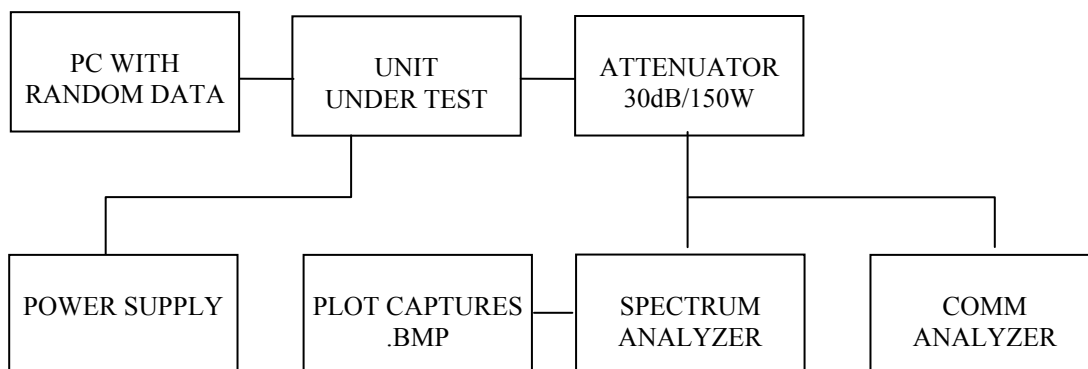 PC WITH
RANDOM DATA
UNIT
UNDER TEST
ATTENUATOR
30dB/150W
POWER SUPPLY
PLOT CAPTURES
.BMP
SPECTRUM
ANALYZER
COMM
ANALYZER